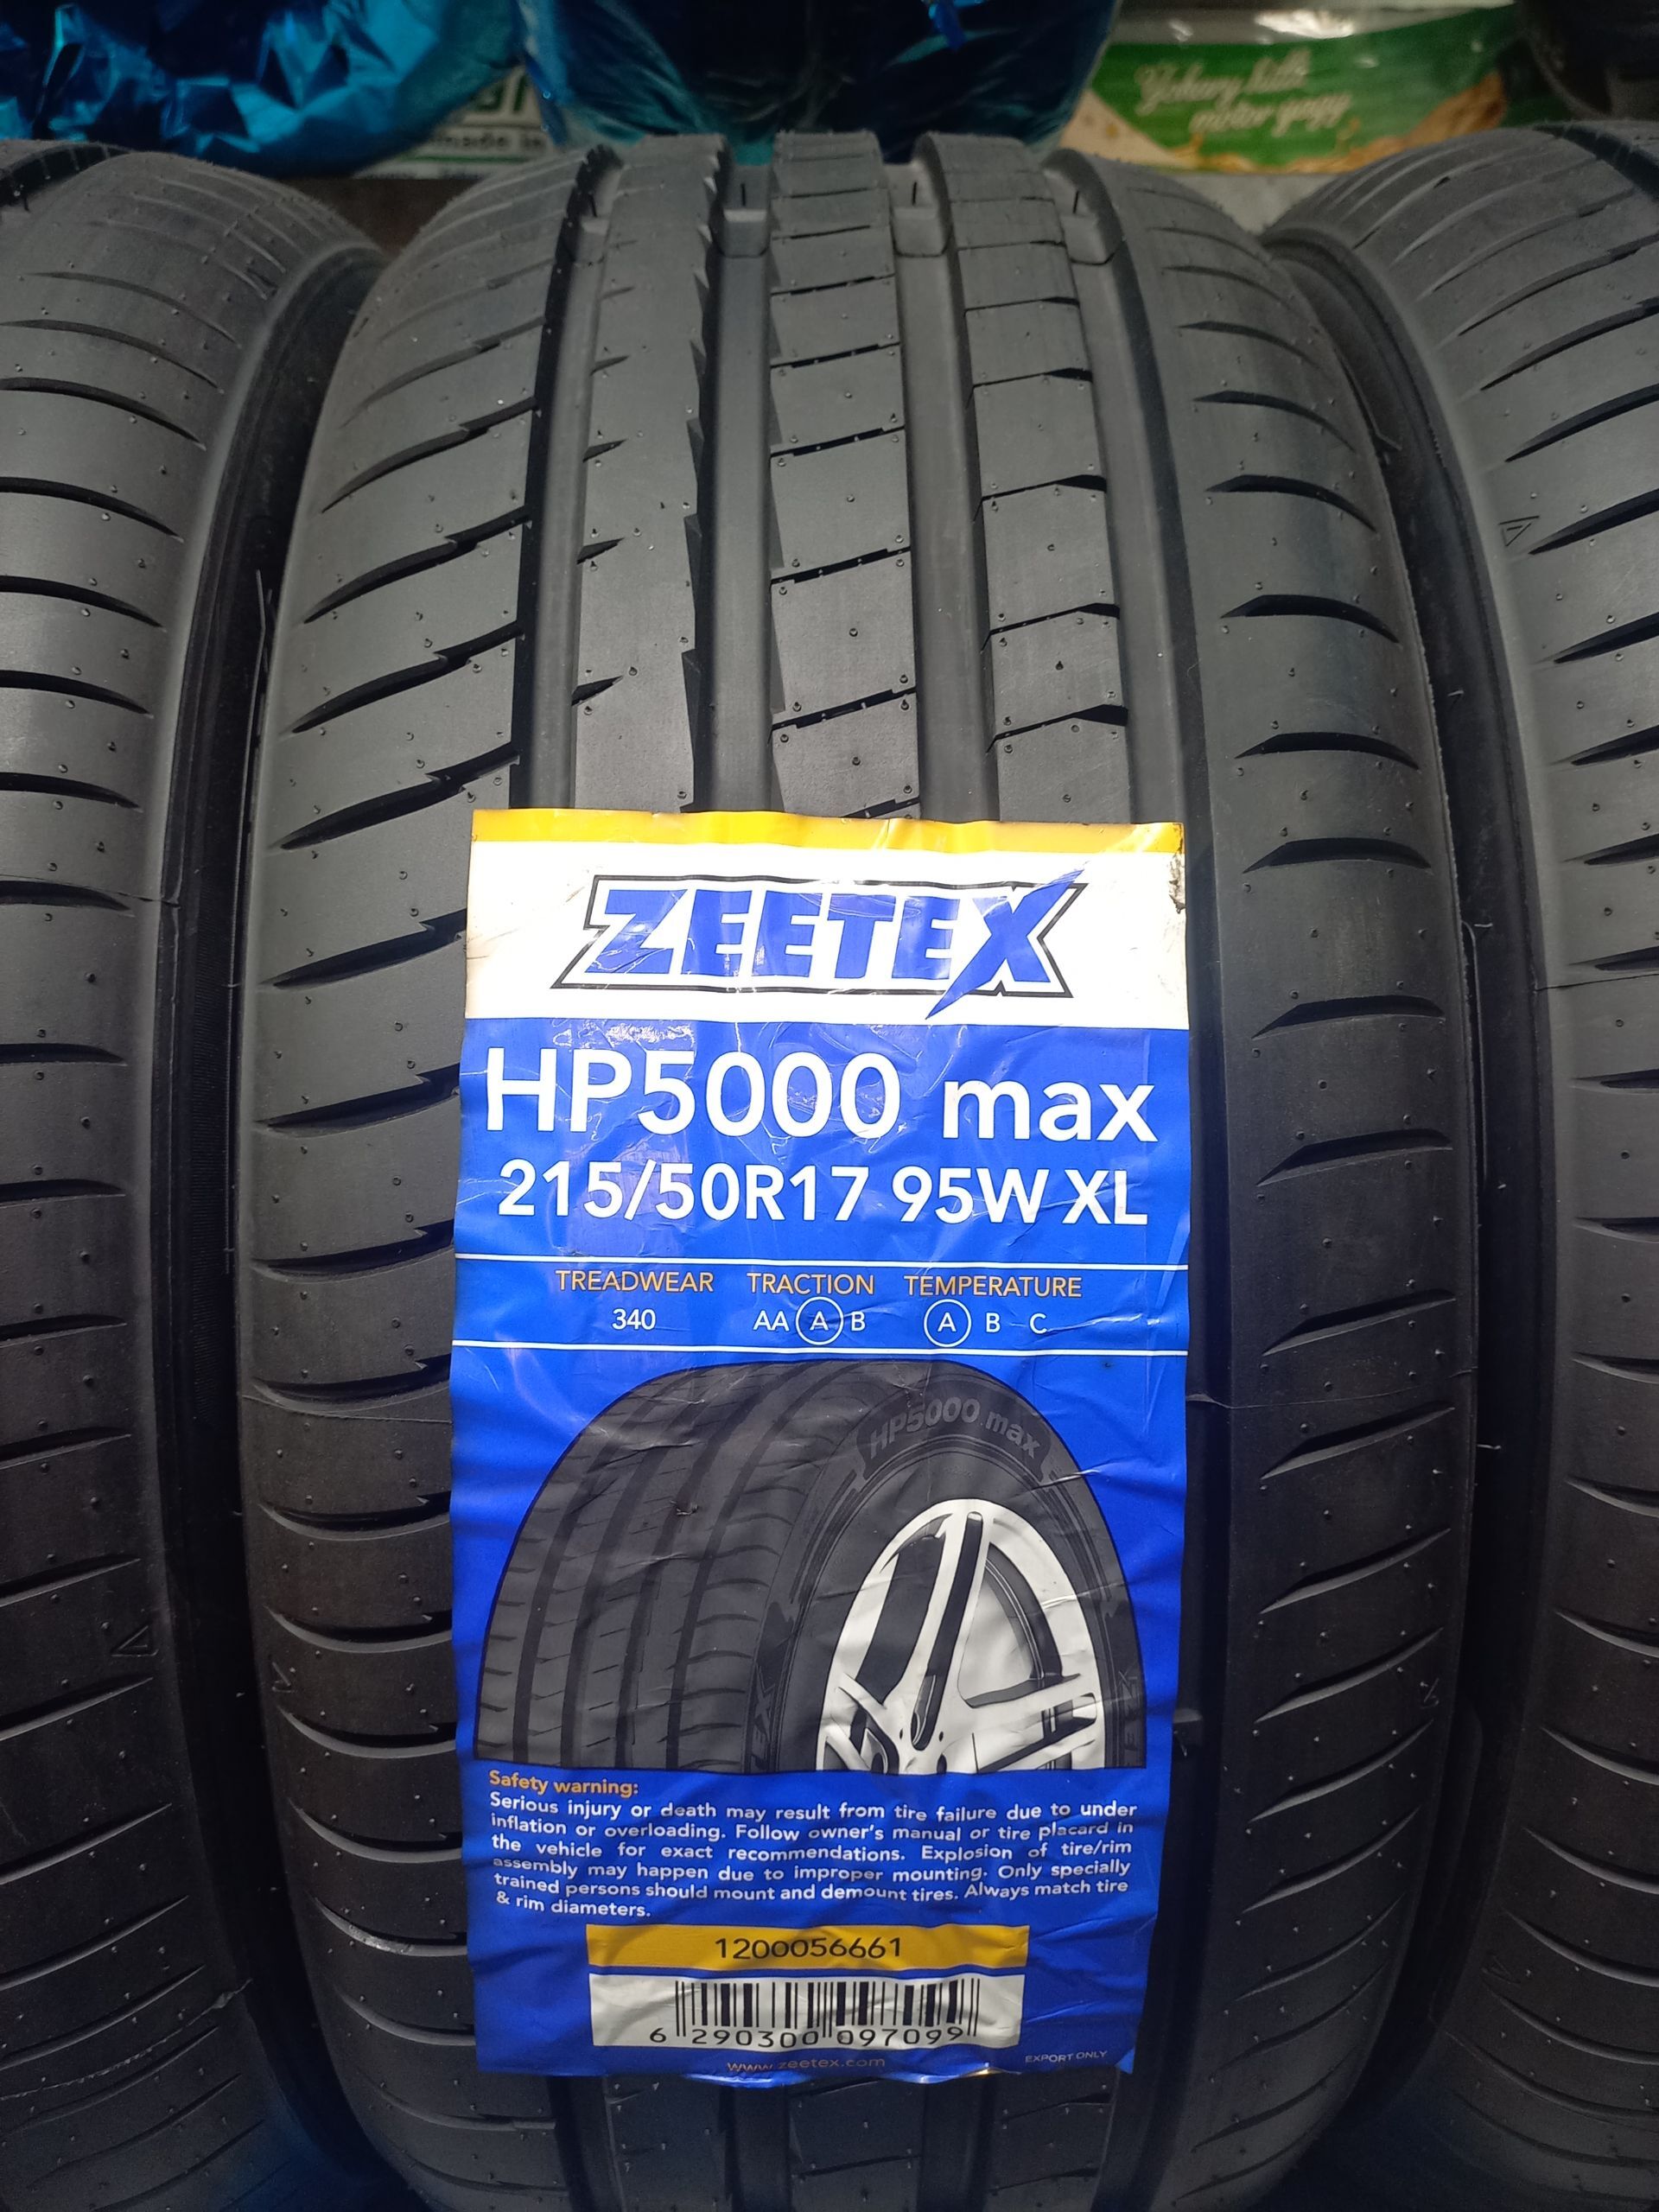 made in
ZEETEX
HP5000 max
215/50R17 95W XL
TREADWEAR TRACTION TEMPERATURE
340 AA A B A B C
HP5000 max
Safety warning:
Serious injury or death may result from tire failure due to under
inflation or overloading. Follow owner's manual or tire placard in
the vehicle for exact recommendations. Explosion of tire/rim
assembly may happen due to improper mounting. Only specially
trained persons should mount and demount tires. Always match tire
& rim diameters.
1200056661
6 290300 097099
www.zeetex.com
EXPORT ONLY